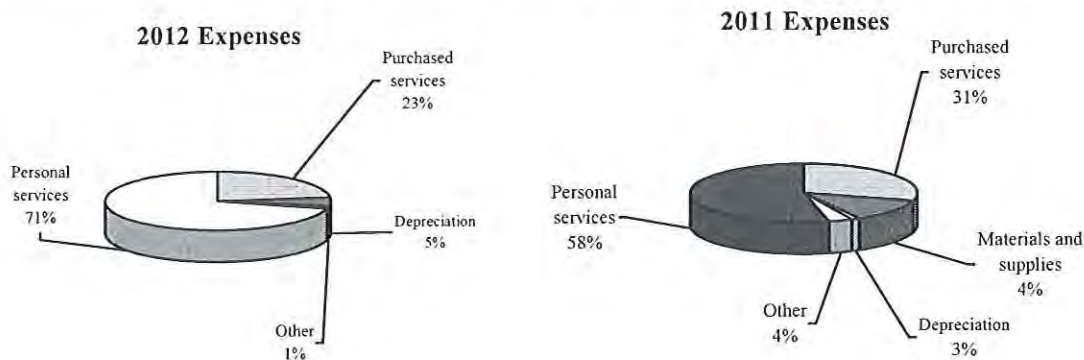 2012 Expenses
Purchased
services
23%
Personal
services
71%
Depreciation
5%
Other
1%
2011 Expenses
Purchased
services
31%
Personal
services
58%
Materials and
supplies
4%
Other
4%
Depreciation
3%